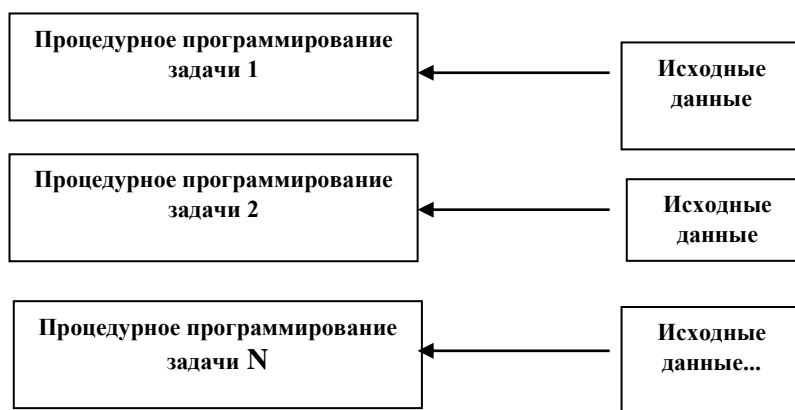 Процедурное программирование
задачи 1
Исходные
данные
Процедурное программирование
задачи 2
Исходные
данные
Процедурное программирование
задачи N
Исходные
данные...